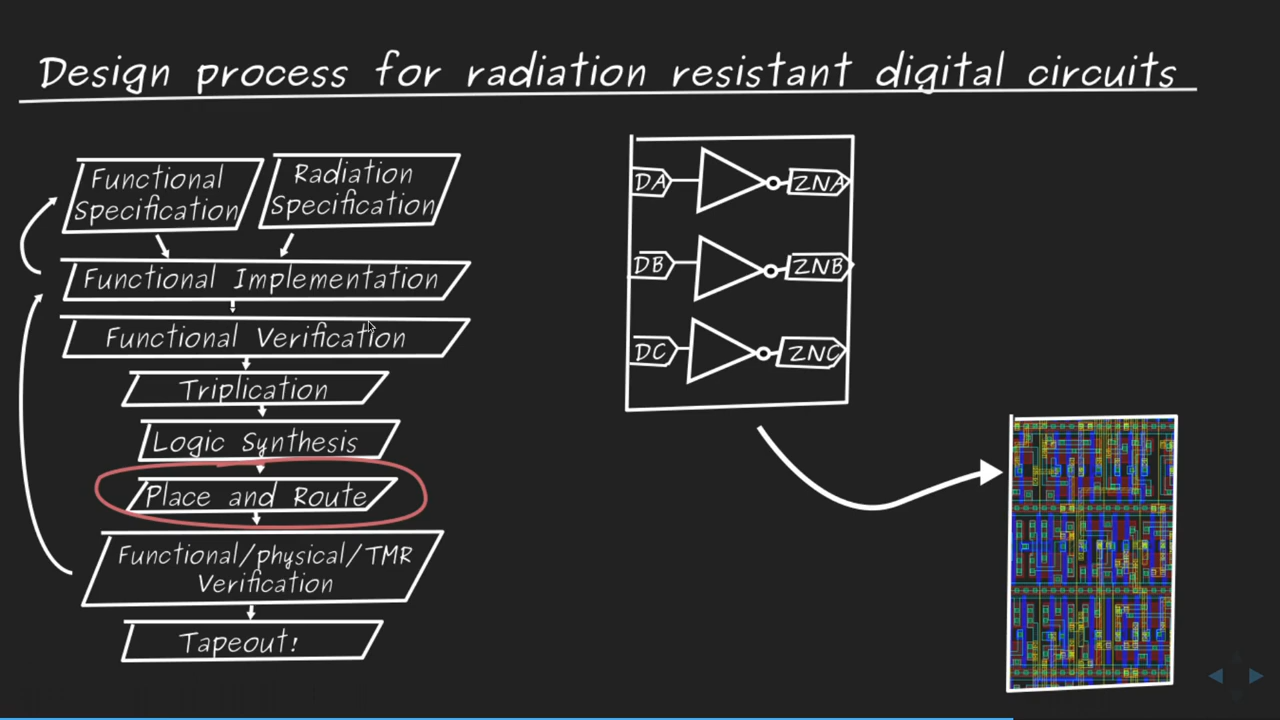 Design process for radiation resistant digital circuits
Functional
Specification
Radiation
Specification
Functional Implementation
Functional Verification
Triplication
Logic Synthesis
Place and Route
Functional/physical/TMR
Verification
Tapeout!
DA
ZNA
DB
ZNB
DC
ZNC